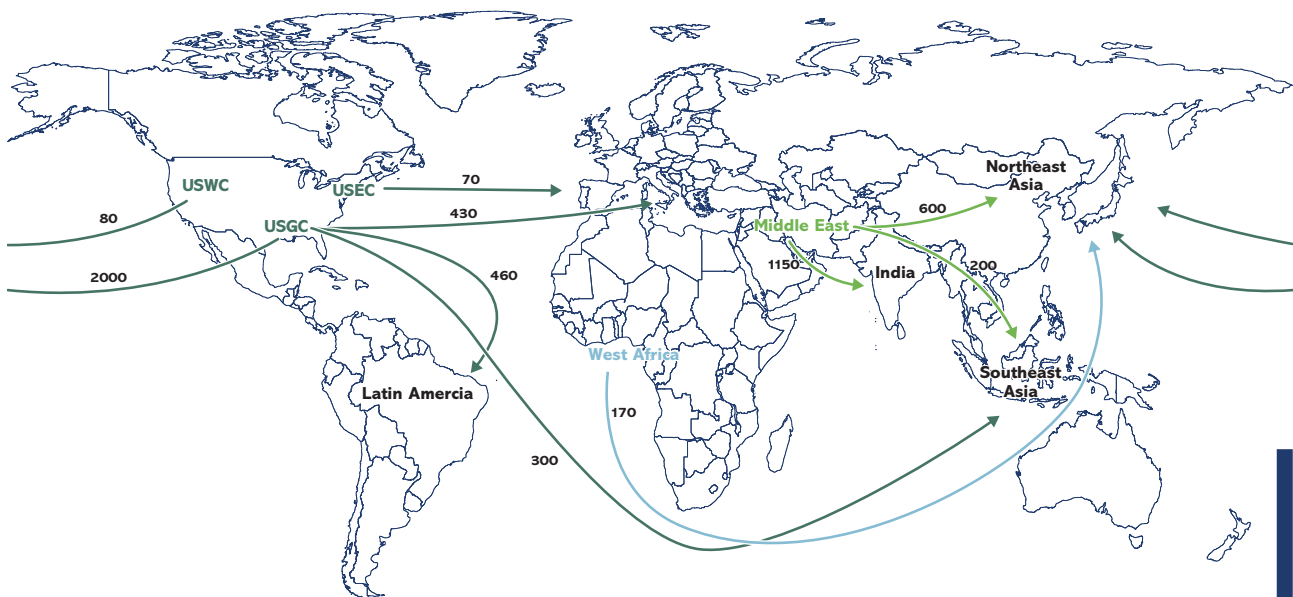 Northeast
Asia
USWC
USEC
70
80
430
600
USGC
Middle East
2000
460
1150
India
200
West Africa
Southeast
Asia
Latin Amercia
170
300